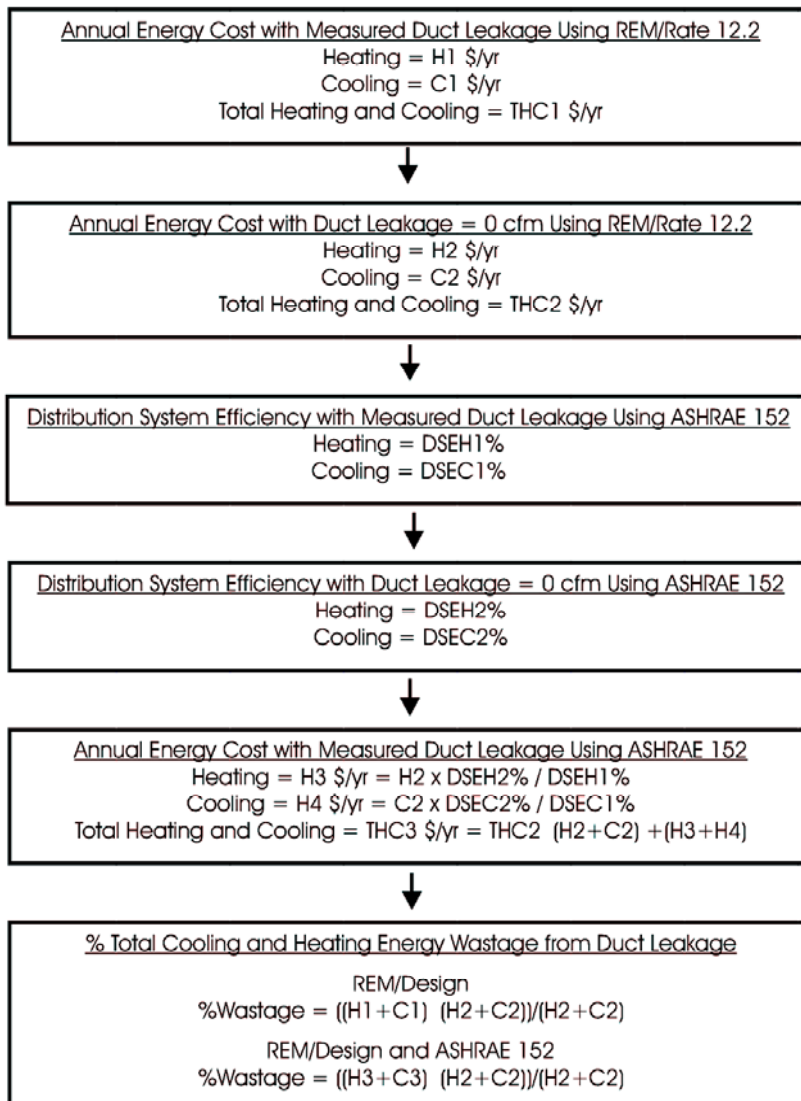 Annual Energy Cost with Measured Duct Leakage Using REM/Rate 12.2
Heating = H1 $/yr
Cooling = C1 $/yr
Total Heating and Cooling = THC1 $/yr
Annual Energy Cost with Duct Leakage = 0 cfm Using REM/Rate 12.2
Heating = H2 $/yr
Cooling = C2 $/yr
Total Heating and Cooling = THC2 $/yr
Distribution System Efficiency with Measured Duct Leakage Using ASHRAE 152
Heating = DSEH1%
Cooling = DSEC1%
Distribution System Efficiency with Duct Leakage = 0 cfm Using ASHRAE 152
Heating = DSEH2%
Cooling = DSEC2%
Annual Energy Cost with Measured Duct Leakage Using ASHRAE 152
Heating = H3 $/yr = H2 x DSEH2% / DSEH1%
Cooling = H4 $/yr = C2 x DSEC2% / DSEC1%
Total Heating and Cooling = THC3 $/yr = THC2 (H2+C2) +(H3+H4)
% Total Cooling and Heating Energy Wastage from Duct Leakage
REM/Design
%Wastage = ((H1+C1) (H2+C2))/(H2+C2)
REM/Design and ASHRAE 152
%Wastage = ((H3+C3) (H2+C2))/(H2+C2)